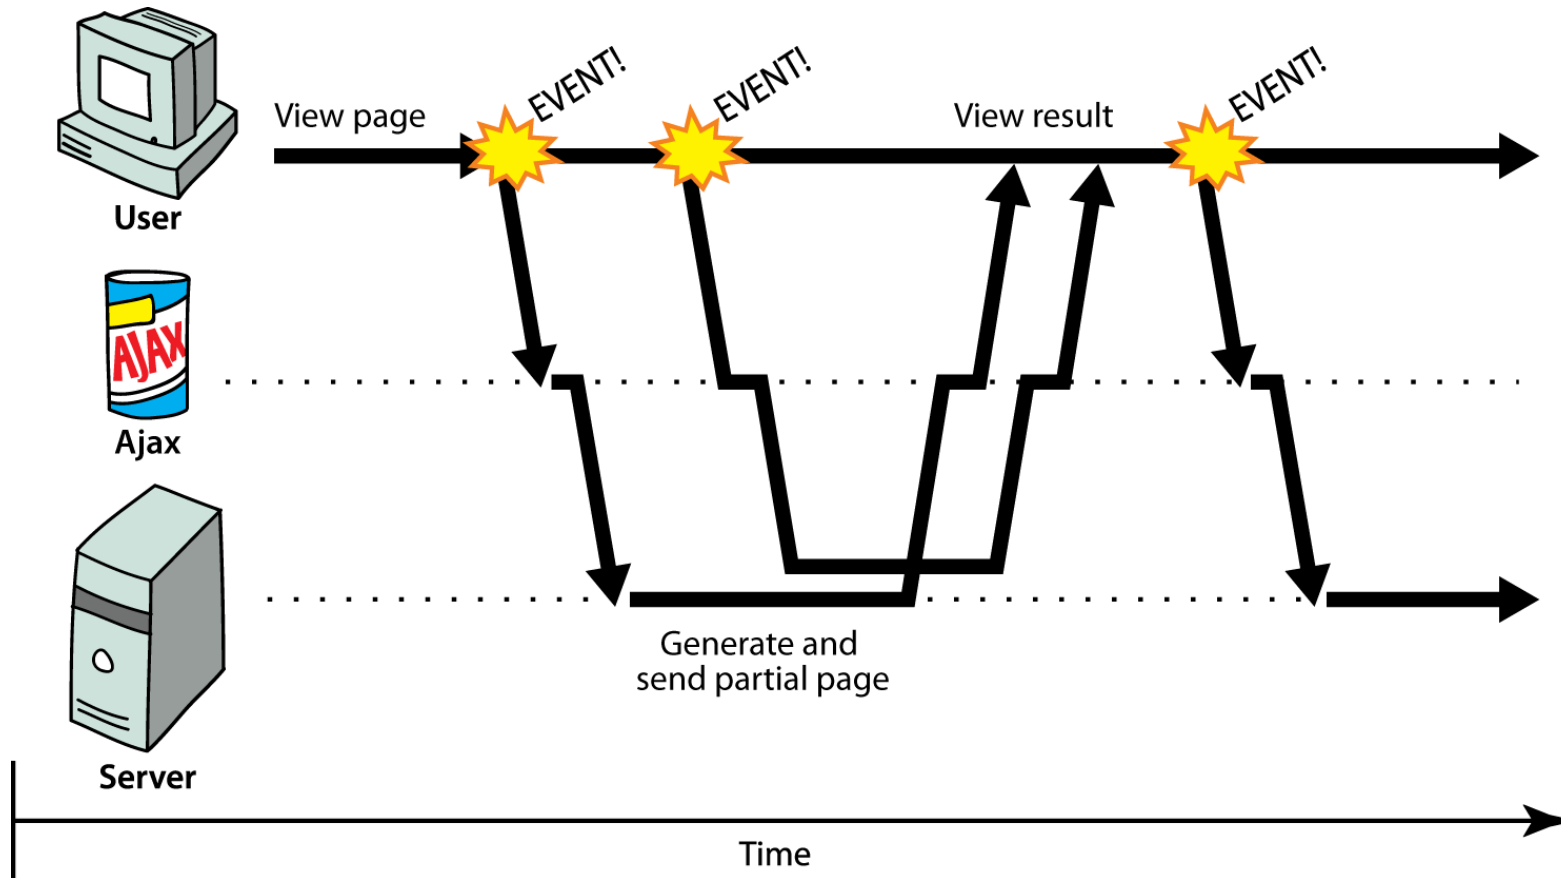 View page
EVENT!
EVENT!
View result
EVENT!
User
AJAX
Ajax
Generate and
send partial page
Server
Time